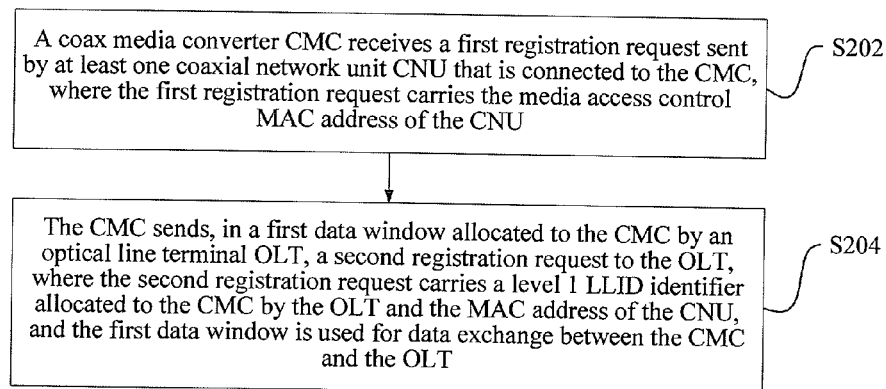 A coax media converter CMC receives a first registration request sent
by at least one coaxial network unit CNU that is connected to the CMC,
where the first registration request carries the media access control
MAC address of the CNU
S202
The CMC sends, in a first data window allocated to the CMC by an
optical line terminal OLT, a second registration request to the OLT,
where the second registration request carries a level 1 LLID identifier
allocated to the CMC by the OLT and the MAC address of the CNU,
and the first data window is used for data exchange between the CMC
and the OLT
S204